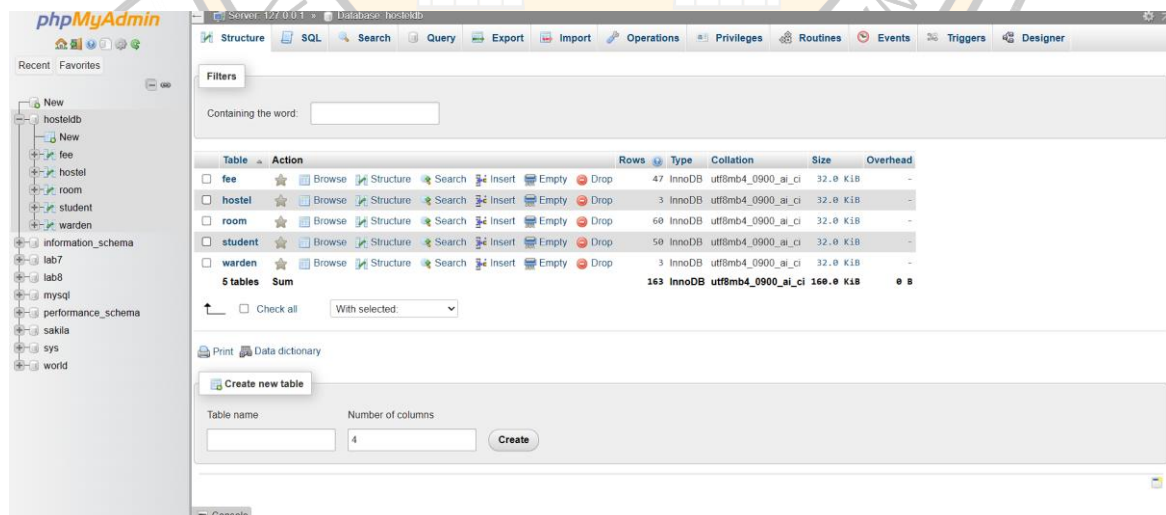 phpMyAdmin
Recent Favorites
New
hosteldb
New
fee
hostel
room
student
warden
information_schema
lab7
lab8
mysql
performance_schema
sakila
sys
world
Server: 127.0.0.1 » Database: hosteldb
Structure SQL Search Query Export Import Operations Privileges Routines Events Triggers Designer
Filters
Containing the word:
Table Action Rows Type Collation Size Overhead
fee Browse Structure Search Insert Empty Drop 47 InnoDB utf8mb4_0900_ai_ci 32.0 KiB -
hostel Browse Structure Search Insert Empty Drop 3 InnoDB utf8mb4_0900_ai_ci 32.0 KiB -
room Browse Structure Search Insert Empty Drop 60 InnoDB utf8mb4_0900_ai_ci 32.0 KiB -
student Browse Structure Search Insert Empty Drop 50 InnoDB utf8mb4_0900_ai_ci 32.0 KiB -
warden Browse Structure Search Insert Empty Drop 3 InnoDB utf8mb4_0900_ai_ci 32.0 KiB -
5 tables Sum 163 InnoDB utf8mb4_0900_ai_ci 160.0 KiB 0 B
Check all With selected:
Print Data dictionary
Create new table
Table name Number of columns
4 Create
Console